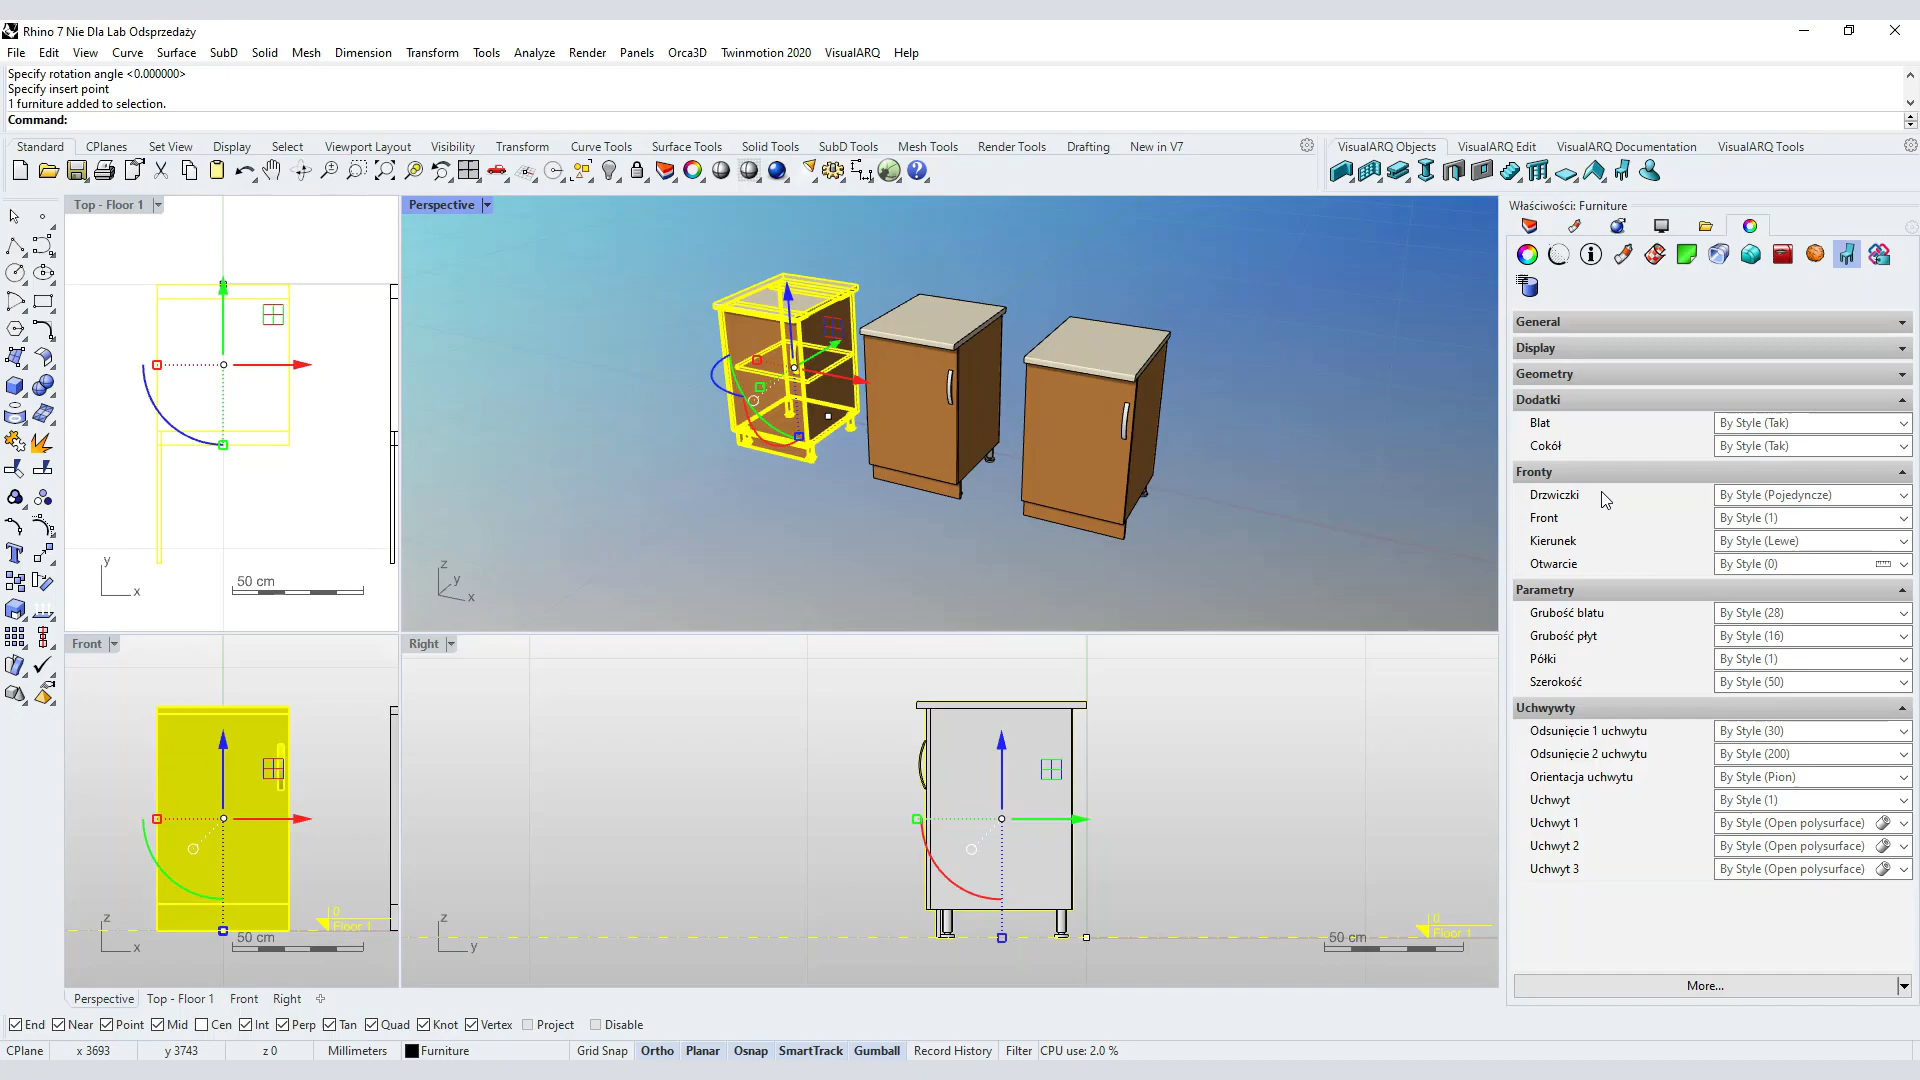 Rhino 7 Nie Dla Lab Odsprzedaży
File Edit View Curve Surface SubD Solid Mesh Dimension Transform Tools Analyze Render Panels Orca3D Twinmotion 2020 VisualARQ Help
Specify rotation angle <0.000000>
Specify insert point
1 furniture added to selection.
Command:
Standard CPlanes Set View Display Select Viewport Layout Visibility Transform Curve Tools Surface Tools Solid Tools SubD Tools Mesh Tools Render Tools Drafting New in V7
VisualARQ Objects VisualARQ Edit VisualARQ Documentation VisualARQ Tools
Top - Floor 1
y
x
50 cm
Perspective
z
y
x
Front
z
x
0
Floor 1
50 cm
Right
z
y
0
Floor 1
50 cm
Właściwości: Furniture
General
Display
Geometry
Dodatki
Blat By Style (Tak)
Cokół By Style (Tak)
Fronty
Drzwiczki By Style (Pojedyncze)
Front By Style (1)
Kierunek By Style (Lewe)
Otwarcie By Style (0)
Parametry
Grubość blatu By Style (28)
Grubość płyt By Style (16)
Półki By Style (1)
Szerokość By Style (50)
Uchwywty
Odsunięcie 1 uchwytu By Style (30)
Odsunięcie 2 uchwytu By Style (200)
Orientacja uchwytu By Style (Pion)
Uchwyt By Style (1)
Uchwyt 1 By Style (Open polysurface)
Uchwyt 2 By Style (Open polysurface)
Uchwyt 3 By Style (Open polysurface)
More...
Perspective Top - Floor 1 Front Right
End Near Point Mid Cen Int Perp Tan Quad Knot Vertex Project Disable
CPlane x 3693 y 3743 z 0 Millimeters Furniture Grid Snap Ortho Planar Osnap SmartTrack Gumball Record History Filter CPU use: 2.0 %